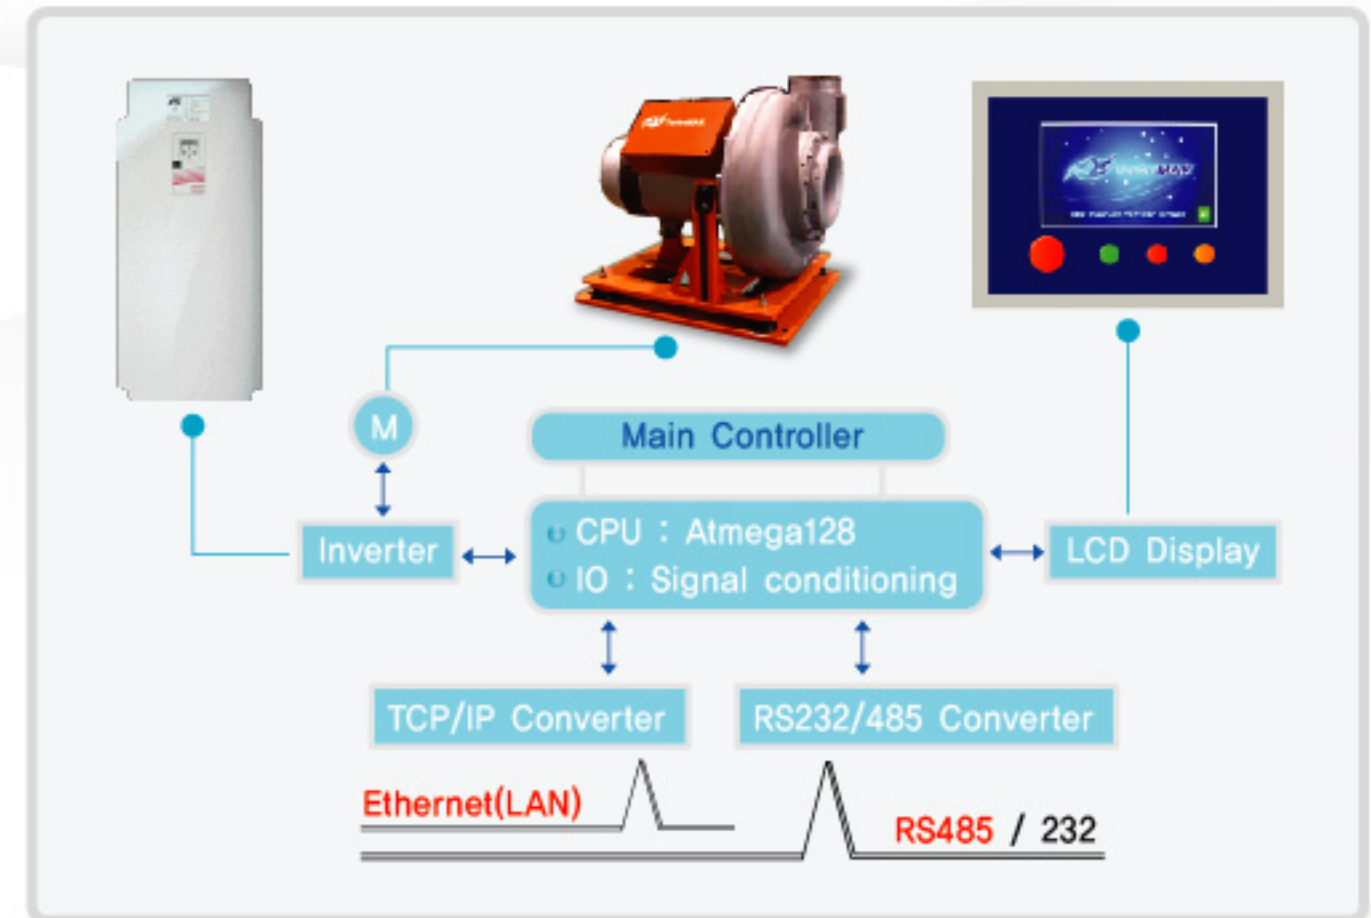 M
Main Controller
Inverter
CPU : Atmega128
IO : Signal conditioning
LCD Display
TCP/IP Converter
RS232/485 Converter
Ethernet(LAN)
RS485 / 232